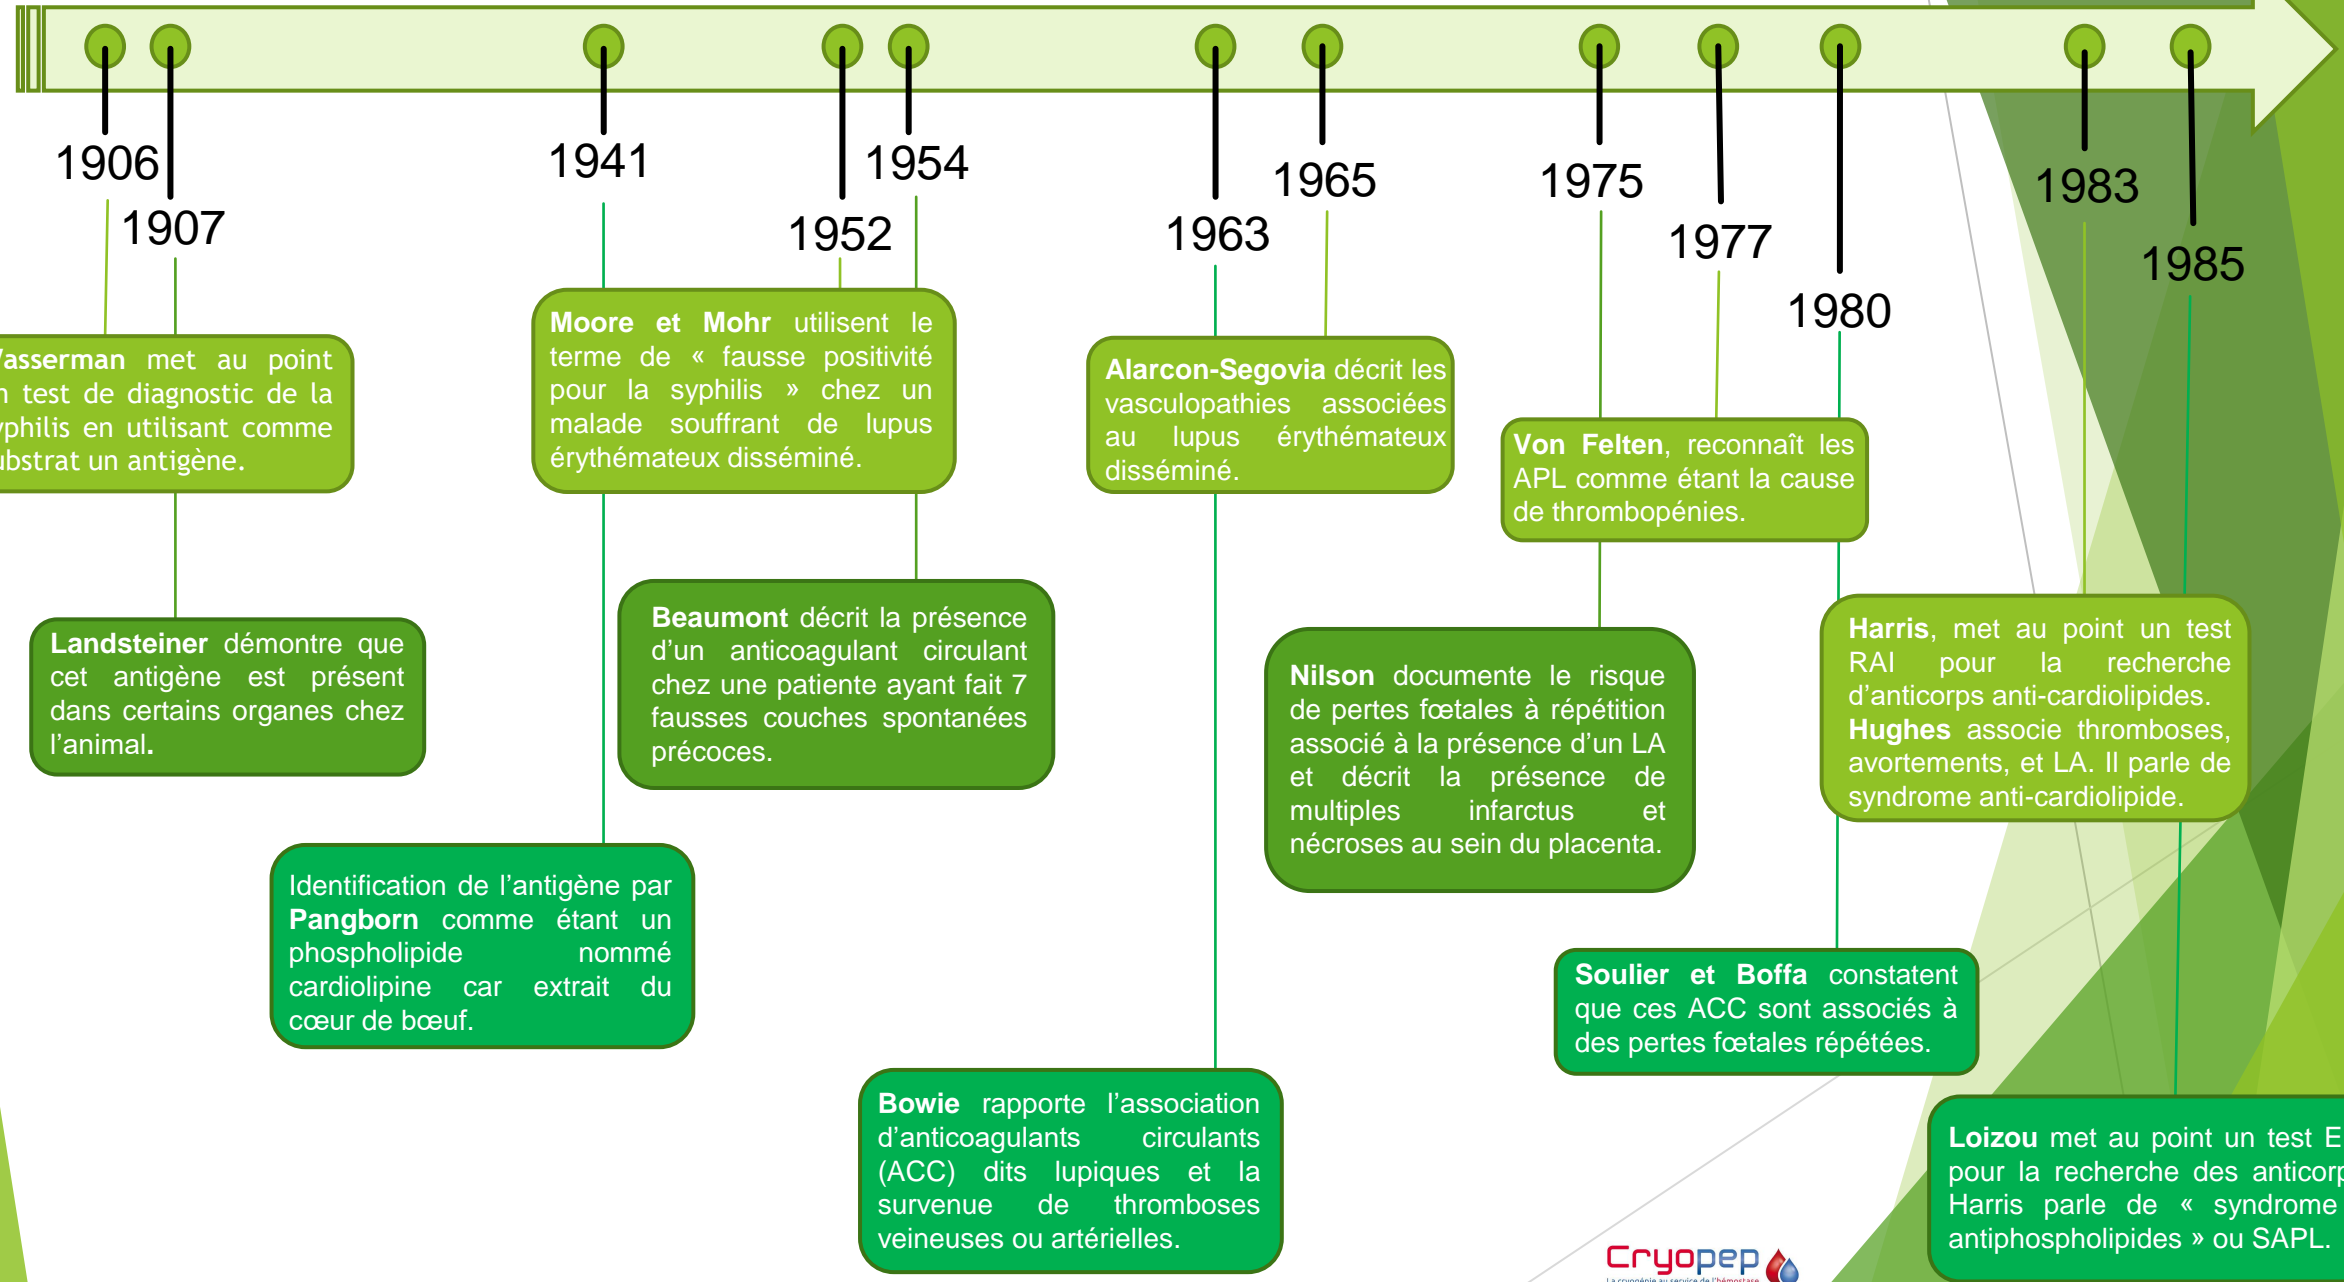 1906
1907
1941
1952
1954
1963
1965
1975
1977
1980
1983
1985
Wasserman met au point
test de diagnostic de la
syphilis en utilisant comme
substrat un antigène.
Landsteiner démontre que
cet antigène est présent
dans certains organes chez
l’animal.
Identification de l’antigène par
Pangborn comme étant un
phospholipide nommé
cardiolipine car extrait du
cœur de bœuf.
Moore et Mohr utilisent le
terme de « fausse positivité
pour la syphilis » chez un
malade souffrant de lupus
érythémateux disséminé.
Beaumont décrit la présence
d’un anticoagulant circulant
chez une patiente ayant fait 7
fausses couches spontanées
précoces.
Bowie rapporte l’association
d’anticoagulants circulants
(ACC) dits lupiques et la
survenue de thromboses
veineuses ou artérielles.
Alarcon-Segovia décrit les
vasculopathies associées
au lupus érythémateux
disséminé.
Nilson documente le risque
de pertes fœtales à répétition
associé à la présence d’un LA
et décrit la présence de
multiples infarctus et
nécroses au sein du placenta.
Von Felten, reconnaît les
APL comme étant la cause
de thrombopénies.
Soulier et Boffa constatent
que ces ACC sont associés à
des pertes fœtales répétées.
Harris, met au point un test
RAI pour la recherche
d’anticorps anti-cardiolipides.
Hughes associe thromboses,
avortements, et LA. Il parle de
syndrome anti-cardiolipide.
Loizou met au point un test
pour la recherche des
Harris parle de « syndrome
antiphospholipides » ou SAPL.
Cryopep
La cryogénie au service de l'hémostase